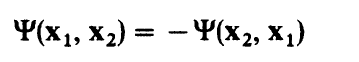 Ψ(x₁, x₂) = −Ψ(x₂, x₁)